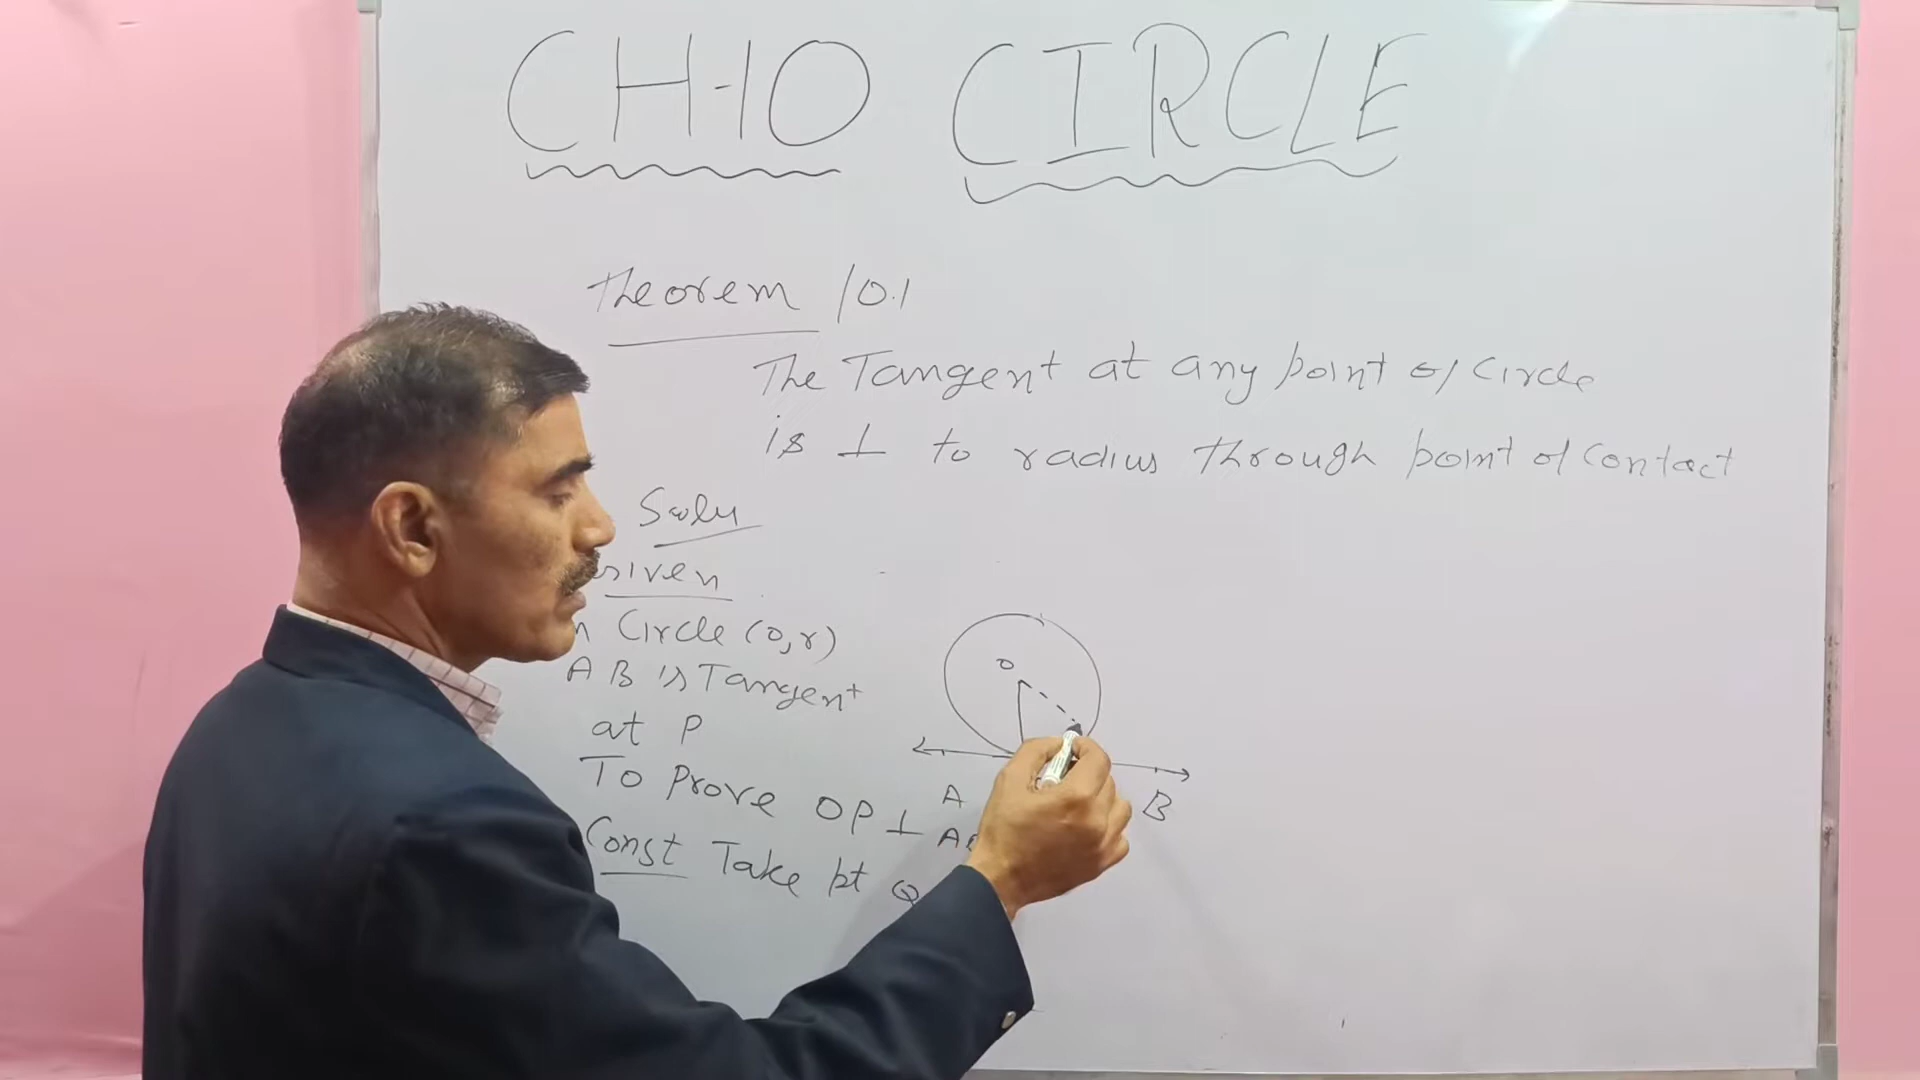 CH-10 CIRCLE
Theorem 10.1
The Tangent at any point of Circle
is ⊥ to radius through point of Contact
Soln
Given
Circle (O,r)
AB is Tangent
at P
To Prove OP ⊥
Const Take pt Q
O
A
B